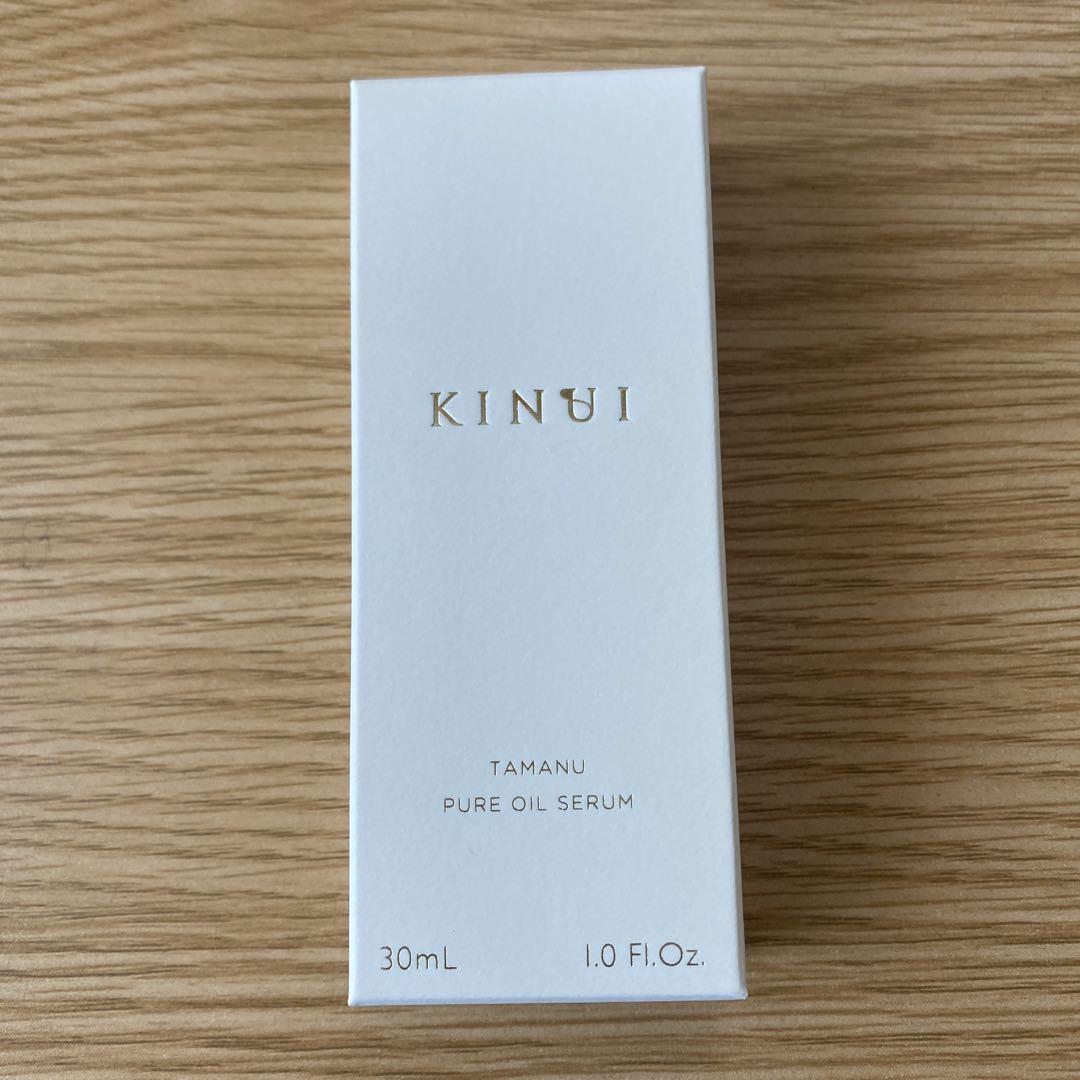 KINUI
TAMANU
PURE OIL SERUM
30mL 1.0 Fl.Oz.